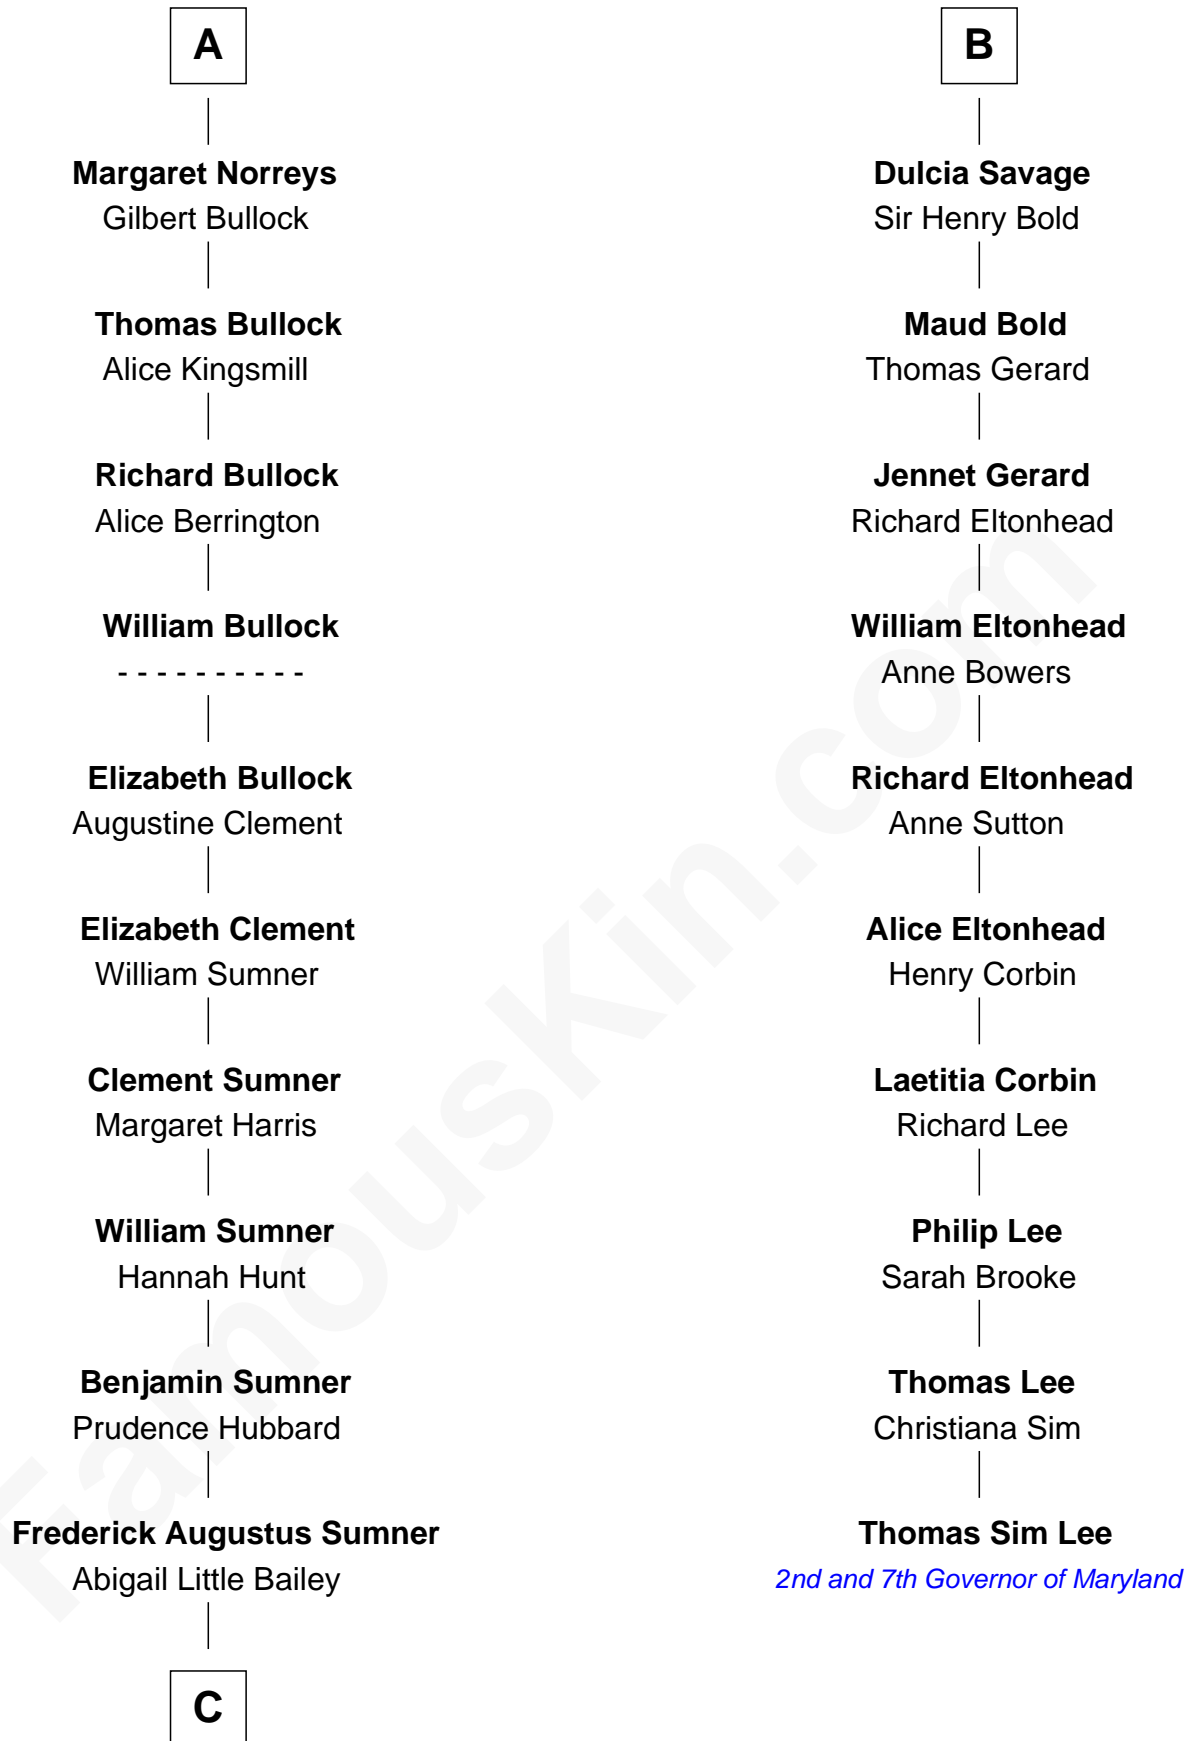 A
Margaret Norreys
Gilbert Bullock
Thomas Bullock
Alice Kingsmill
Richard Bullock
Alice Berrington
William Bullock
- - - - - - - - - -
Elizabeth Bullock
Augustine Clement
Elizabeth Clement
William Sumner
Clement Sumner
Margaret Harris
William Sumner
Hannah Hunt
Benjamin Sumner
Prudence Hubbard
Frederick Augustus Sumner
Abigail Little Bailey
C
B
Dulcia Savage
Sir Henry Bold
Maud Bold
Thomas Gerard
Jennet Gerard
Richard Eltonhead
William Eltonhead
Anne Bowers
Richard Eltonhead
Anne Sutton
Alice Eltonhead
Henry Corbin
Laetitia Corbin
Richard Lee
Philip Lee
Sarah Brooke
Thomas Lee
Christiana Sim
Thomas Sim Lee
2nd and 7th Governor of Maryland
FamousKin.com